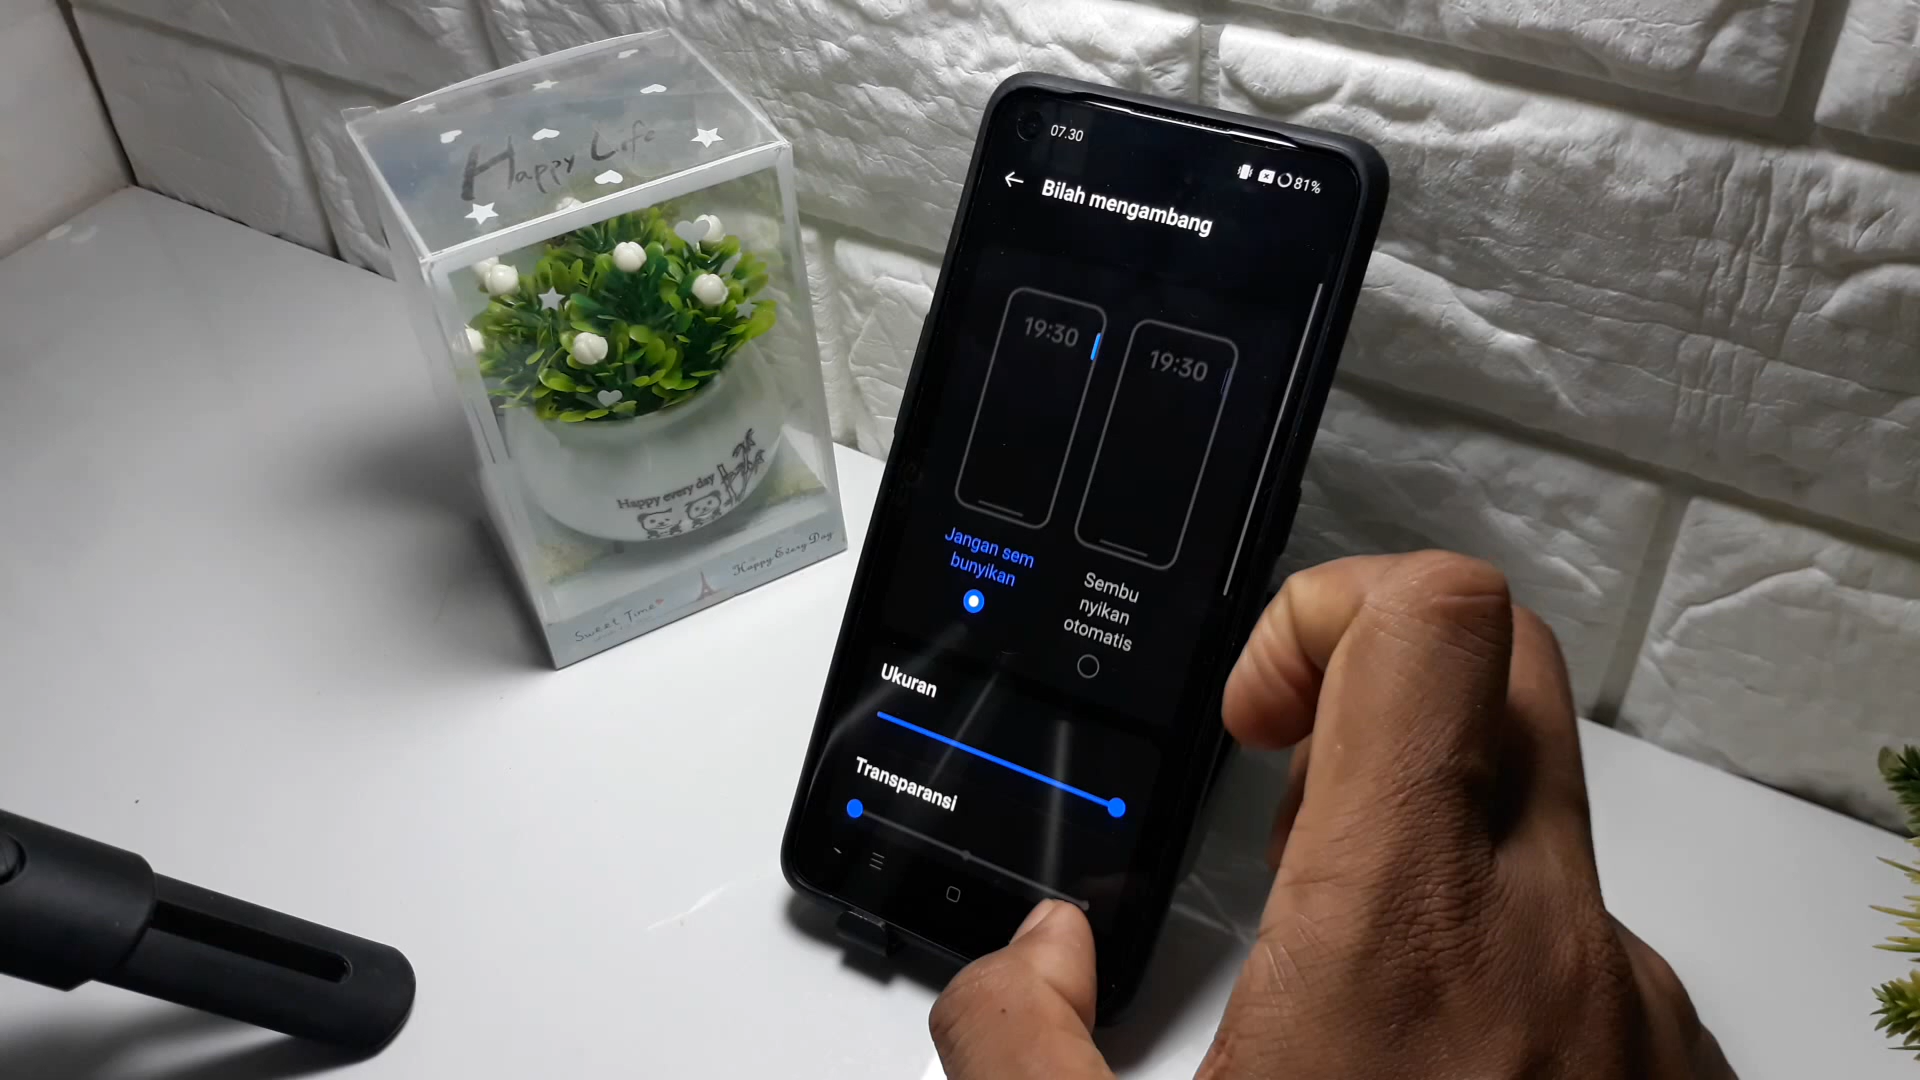 Happy Life
Happy every day
Happy Every Day
Sweet Time
07.30
81%
Bilah mengambang
19:30
19:30
Jangan sem
bunyikan
Sembu
nyikan
otomatis
Ukuran
Transparansi